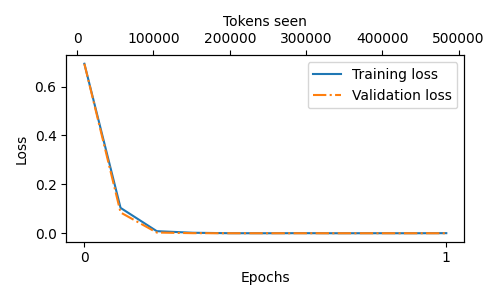 Tokens seen
0 100000 200000 300000 400000 500000
Training loss
Validation loss
0.6
0.4
0.2
0.0
Loss
0 1
Epochs